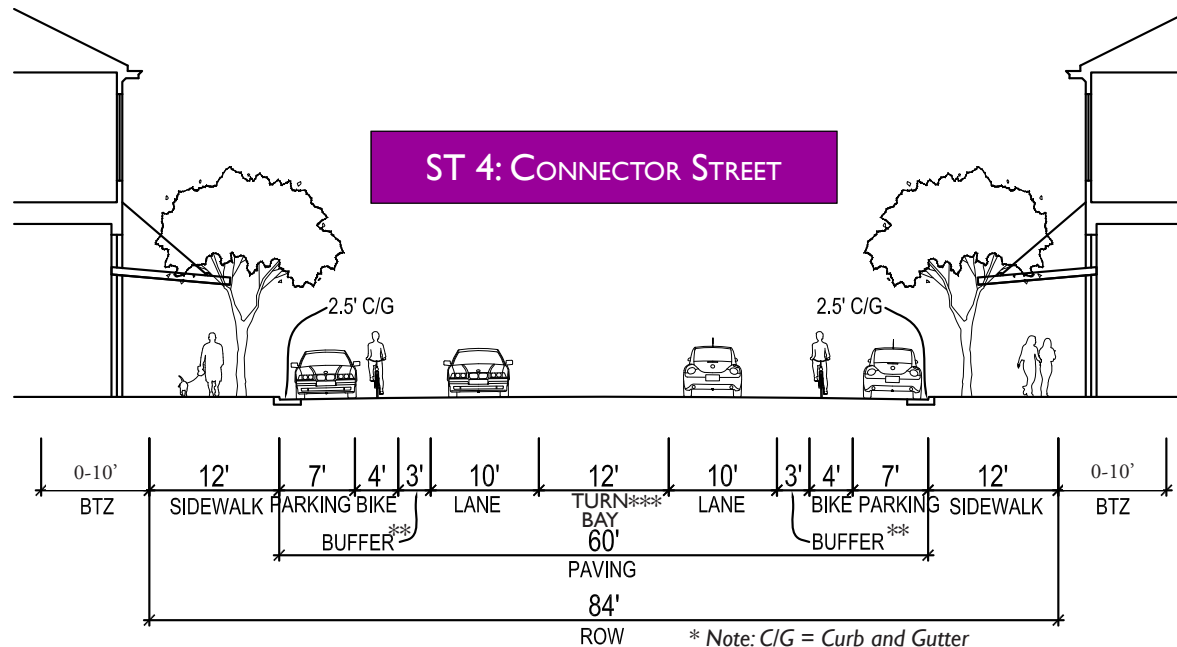 ST 4: CONNECTOR STREET
2.5' C/G 2.5' C/G
0-10’ 12' 7' 4' 3' 10' 12' 10' 3' 4' 7' 12' 0-10’
BTZ SIDEWALK PARKING BIKE LANE TURN*** LANE BIKE PARKING SIDEWALK BTZ
BAY
BUFFER** 60' BUFFER**
PAVING
84'
ROW * Note: C/G = Curb and Gutter